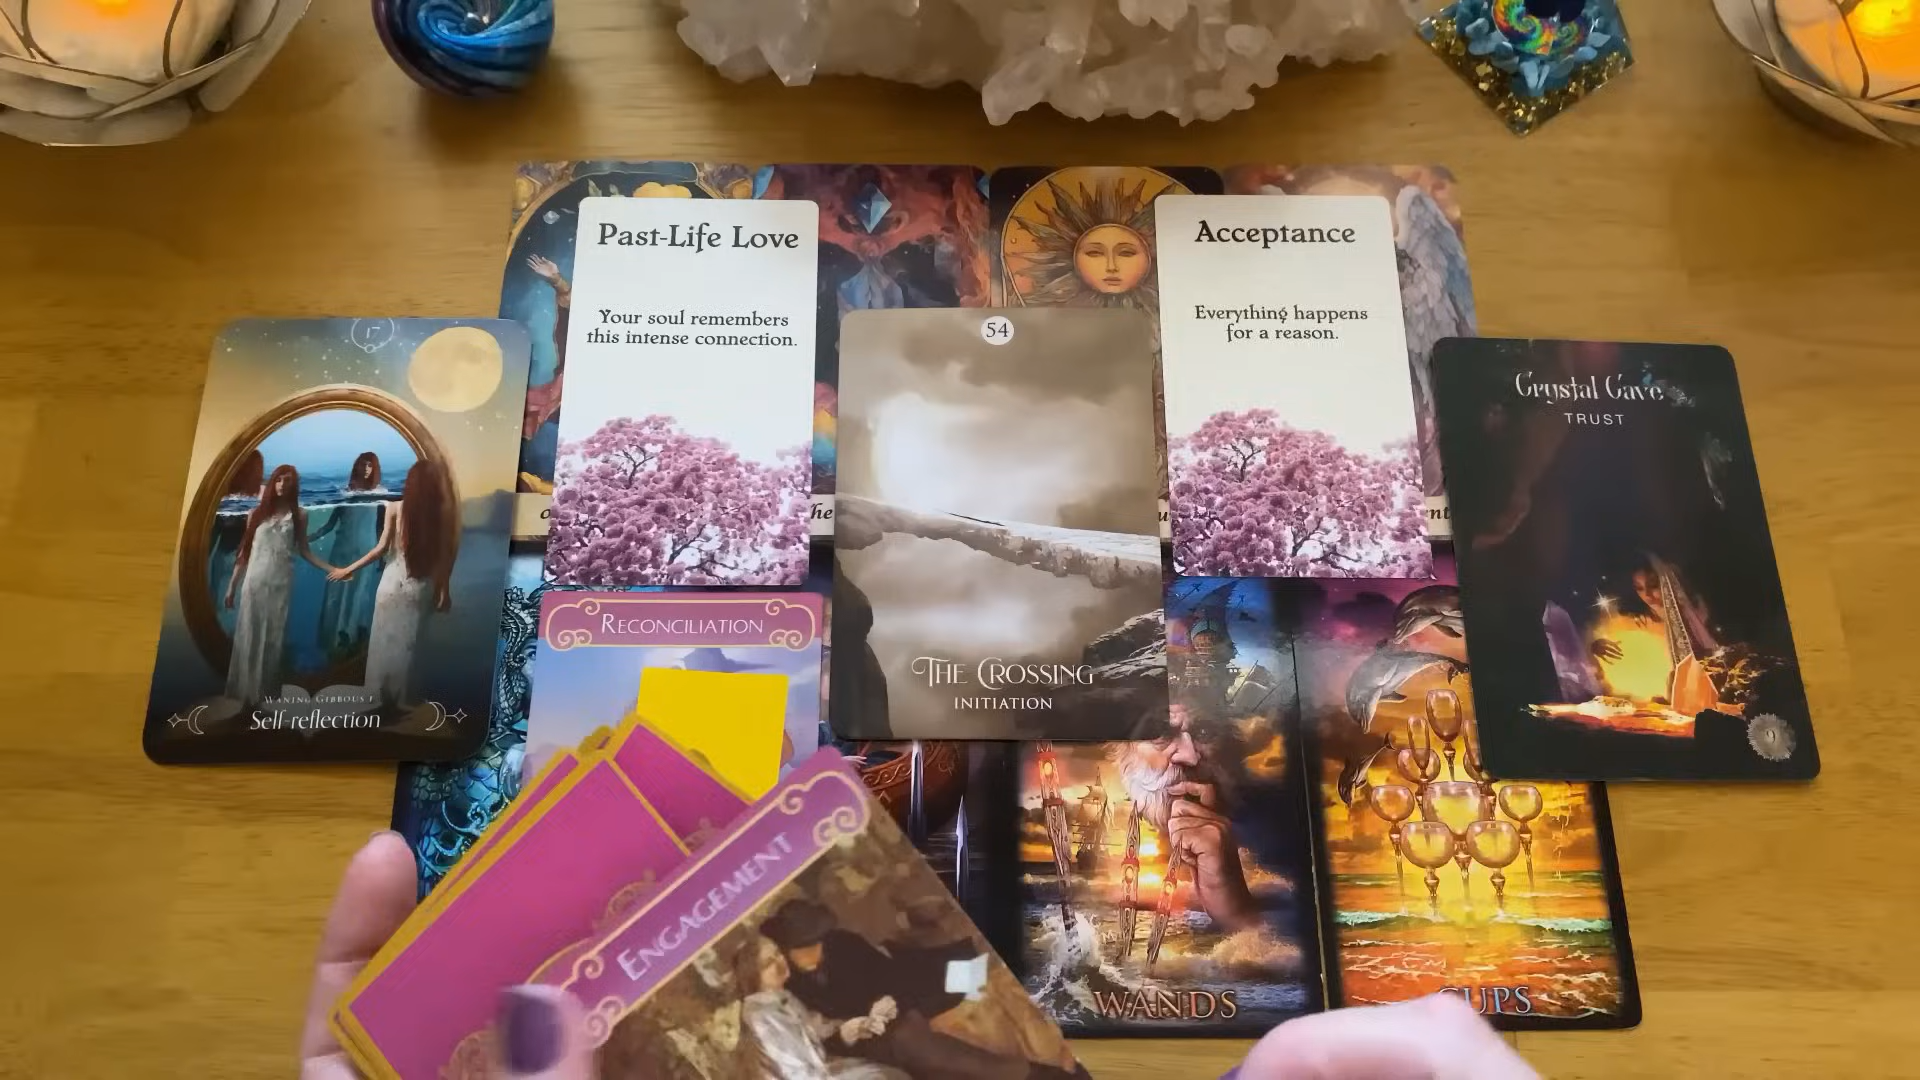 Past-Life Love
Your soul remembers
this intense connection.
Acceptance
Everything happens
for a reason.
54
THE CROSSING
INITIATION
17
WANING GIBBOUS I
Self-reflection
Crystal Cave
TRUST
9
RECONCILIATION
ENGAGEMENT
WANDS
CUPS